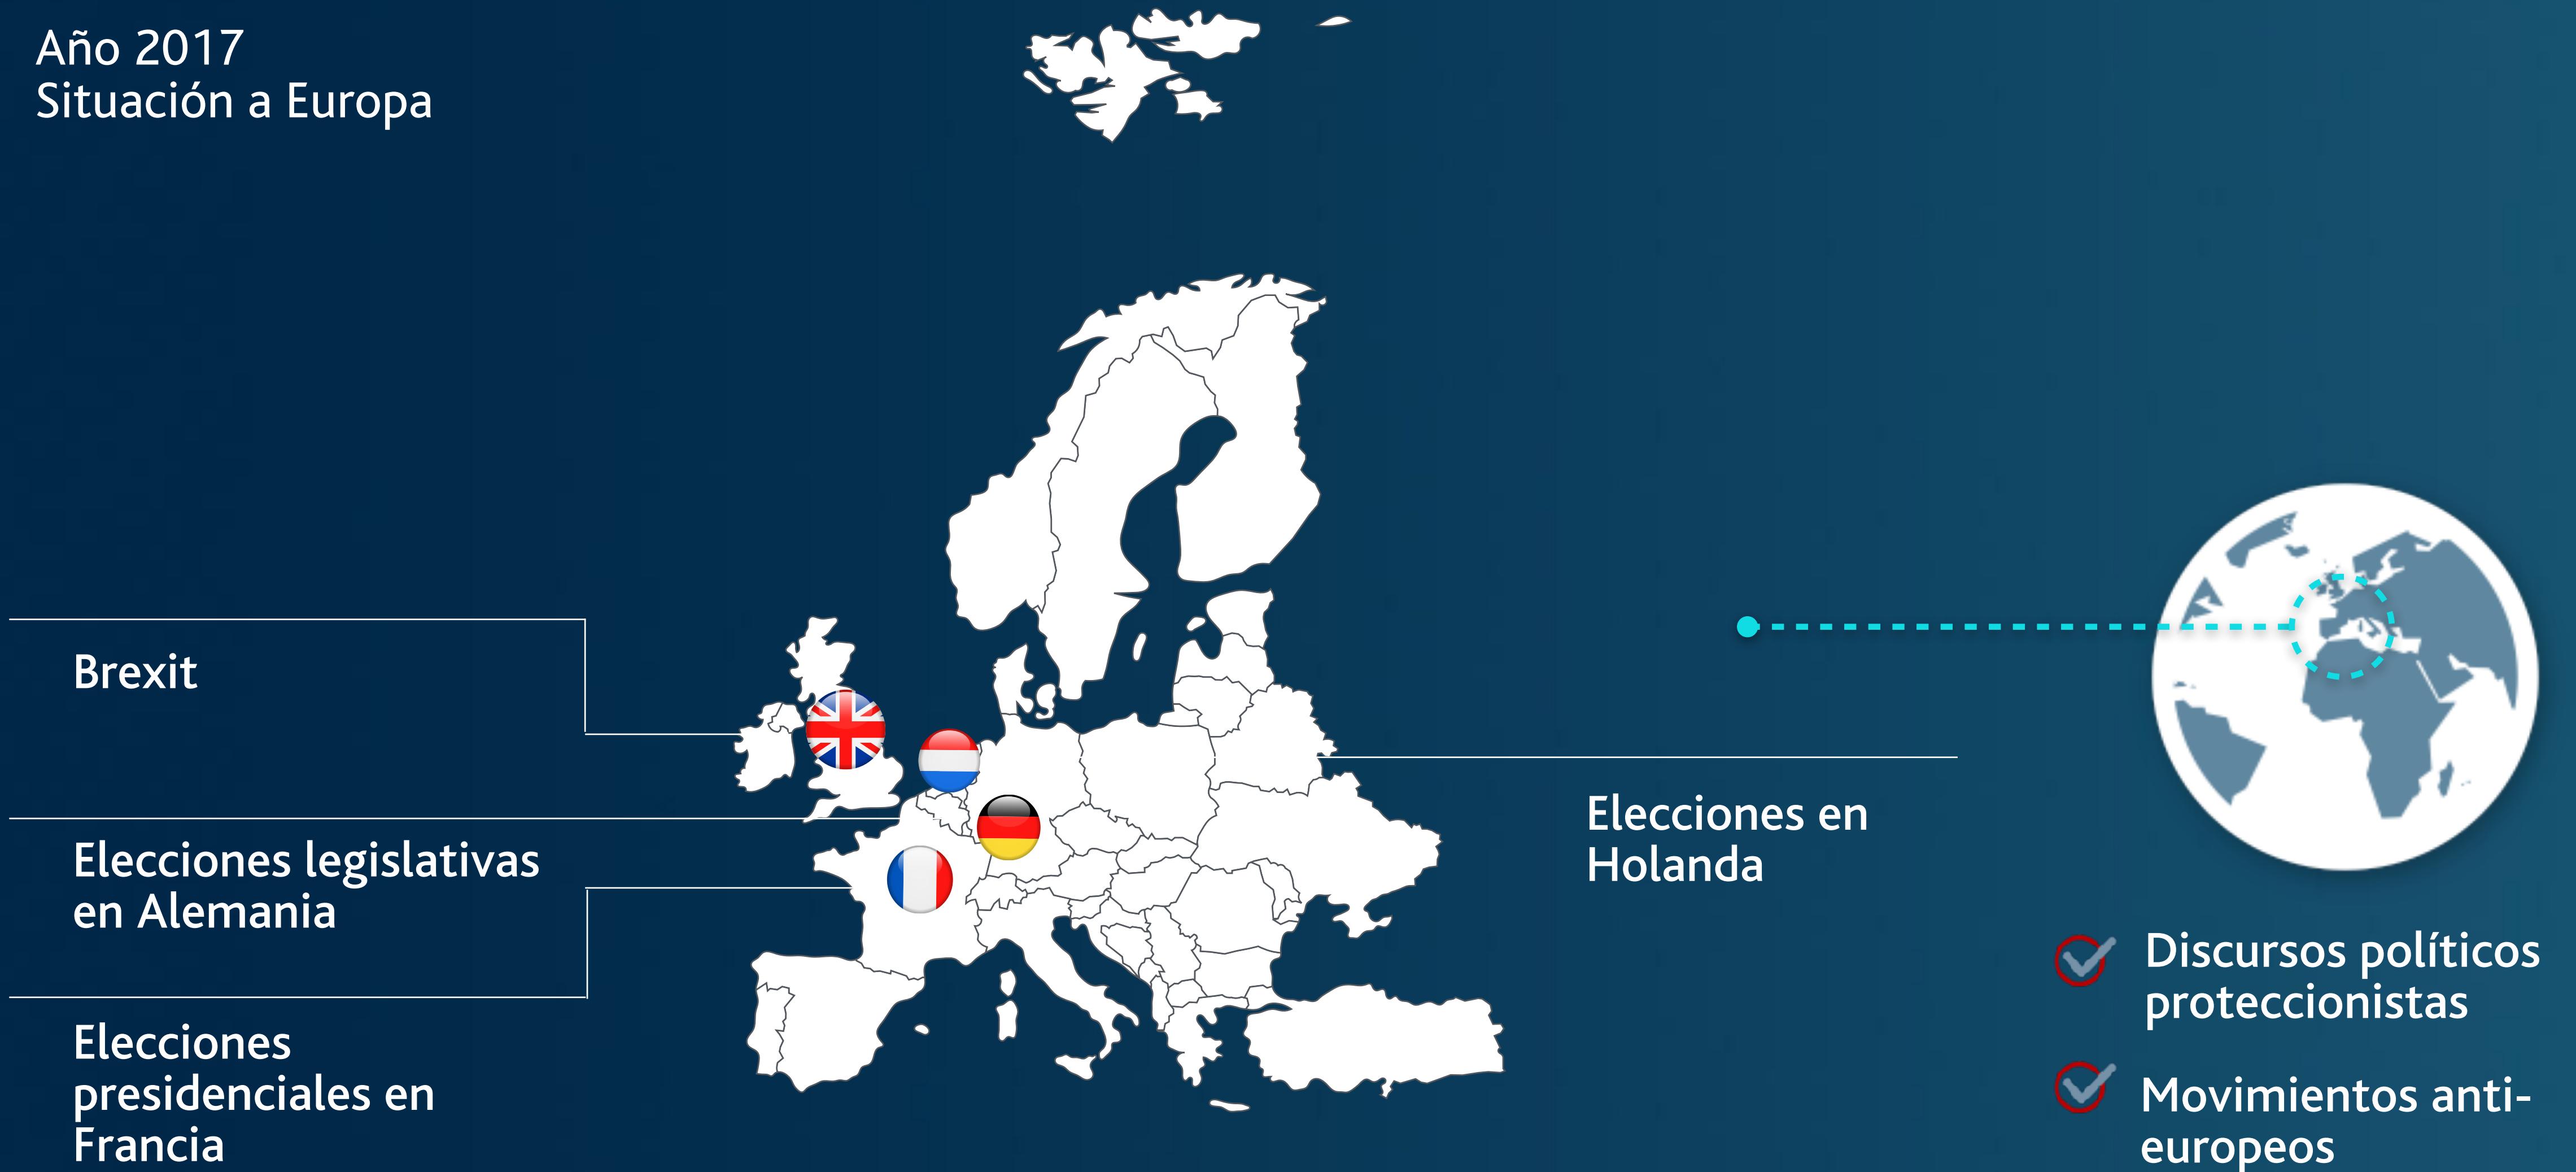 Año 2017
Situación a Europa
Brexit
Elecciones legislativas
en Alemania
Elecciones
presidenciales en
Francia
Elecciones en
Holanda
Discursos políticos
proteccionistas
Movimientos anti-
europeos